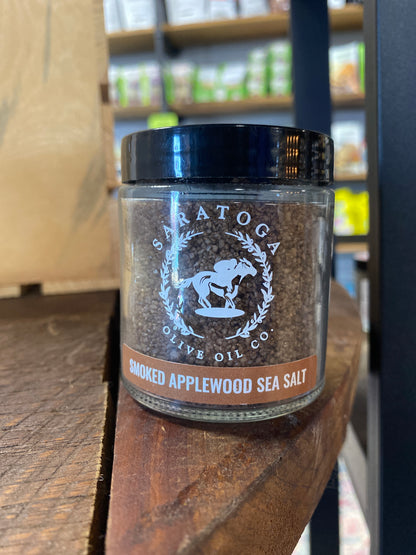 SARATOGA
OLIVE OIL CO.
SMOKED APPLEWOOD SEA SALT